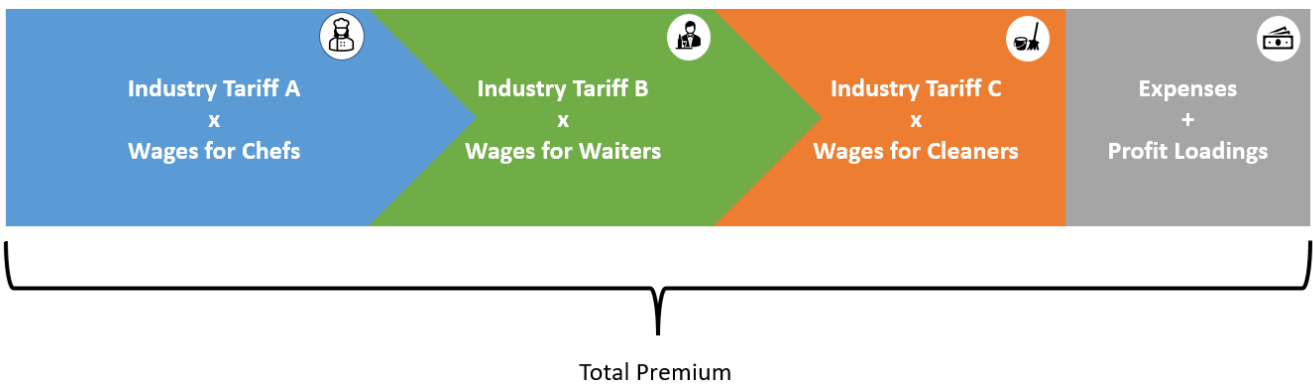 Industry Tariff A
x
Wages for Chefs
Industry Tariff B
x
Wages for Waiters
Industry Tariff C
x
Wages for Cleaners
Expenses
+
Profit Loadings
Total Premium